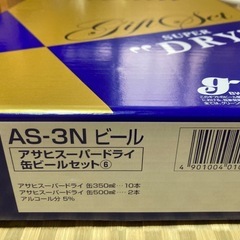 Gift Set
SUPER
"DRY
AS-3N ビール
アサヒスーパードライ
缶ビールセット⑥
アサヒスーパードライ 缶350ml 10本
アサヒスーパードライ 缶500ml 2本
アルコール分 5%
4 901004 01